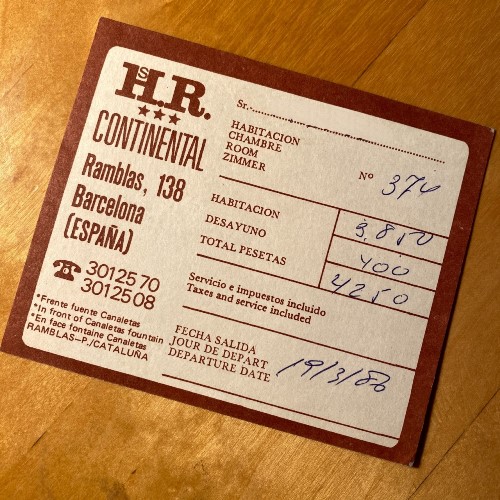 HsR.
★★★
CONTINENTAL
Ramblas, 138
Barcelona
(ESPAÑA)
☎ 3012570
3012508
*Frente fuente Canaletas
*In front of Canaletas fountain
*En face fontaine Canaletas
RAMBLAS-P./CATALUÑA
Sr.-
HABITACION
CHAMBRE
ROOM
ZIMMER
Nº 374
HABITACION 3,850
DESAYUNO 400
TOTAL PESETAS 4250
Servicio e impuestos incluido
Taxes and service included
FECHA SALIDA
JOUR DE DEPART
DEPARTURE DATE 19/3/86